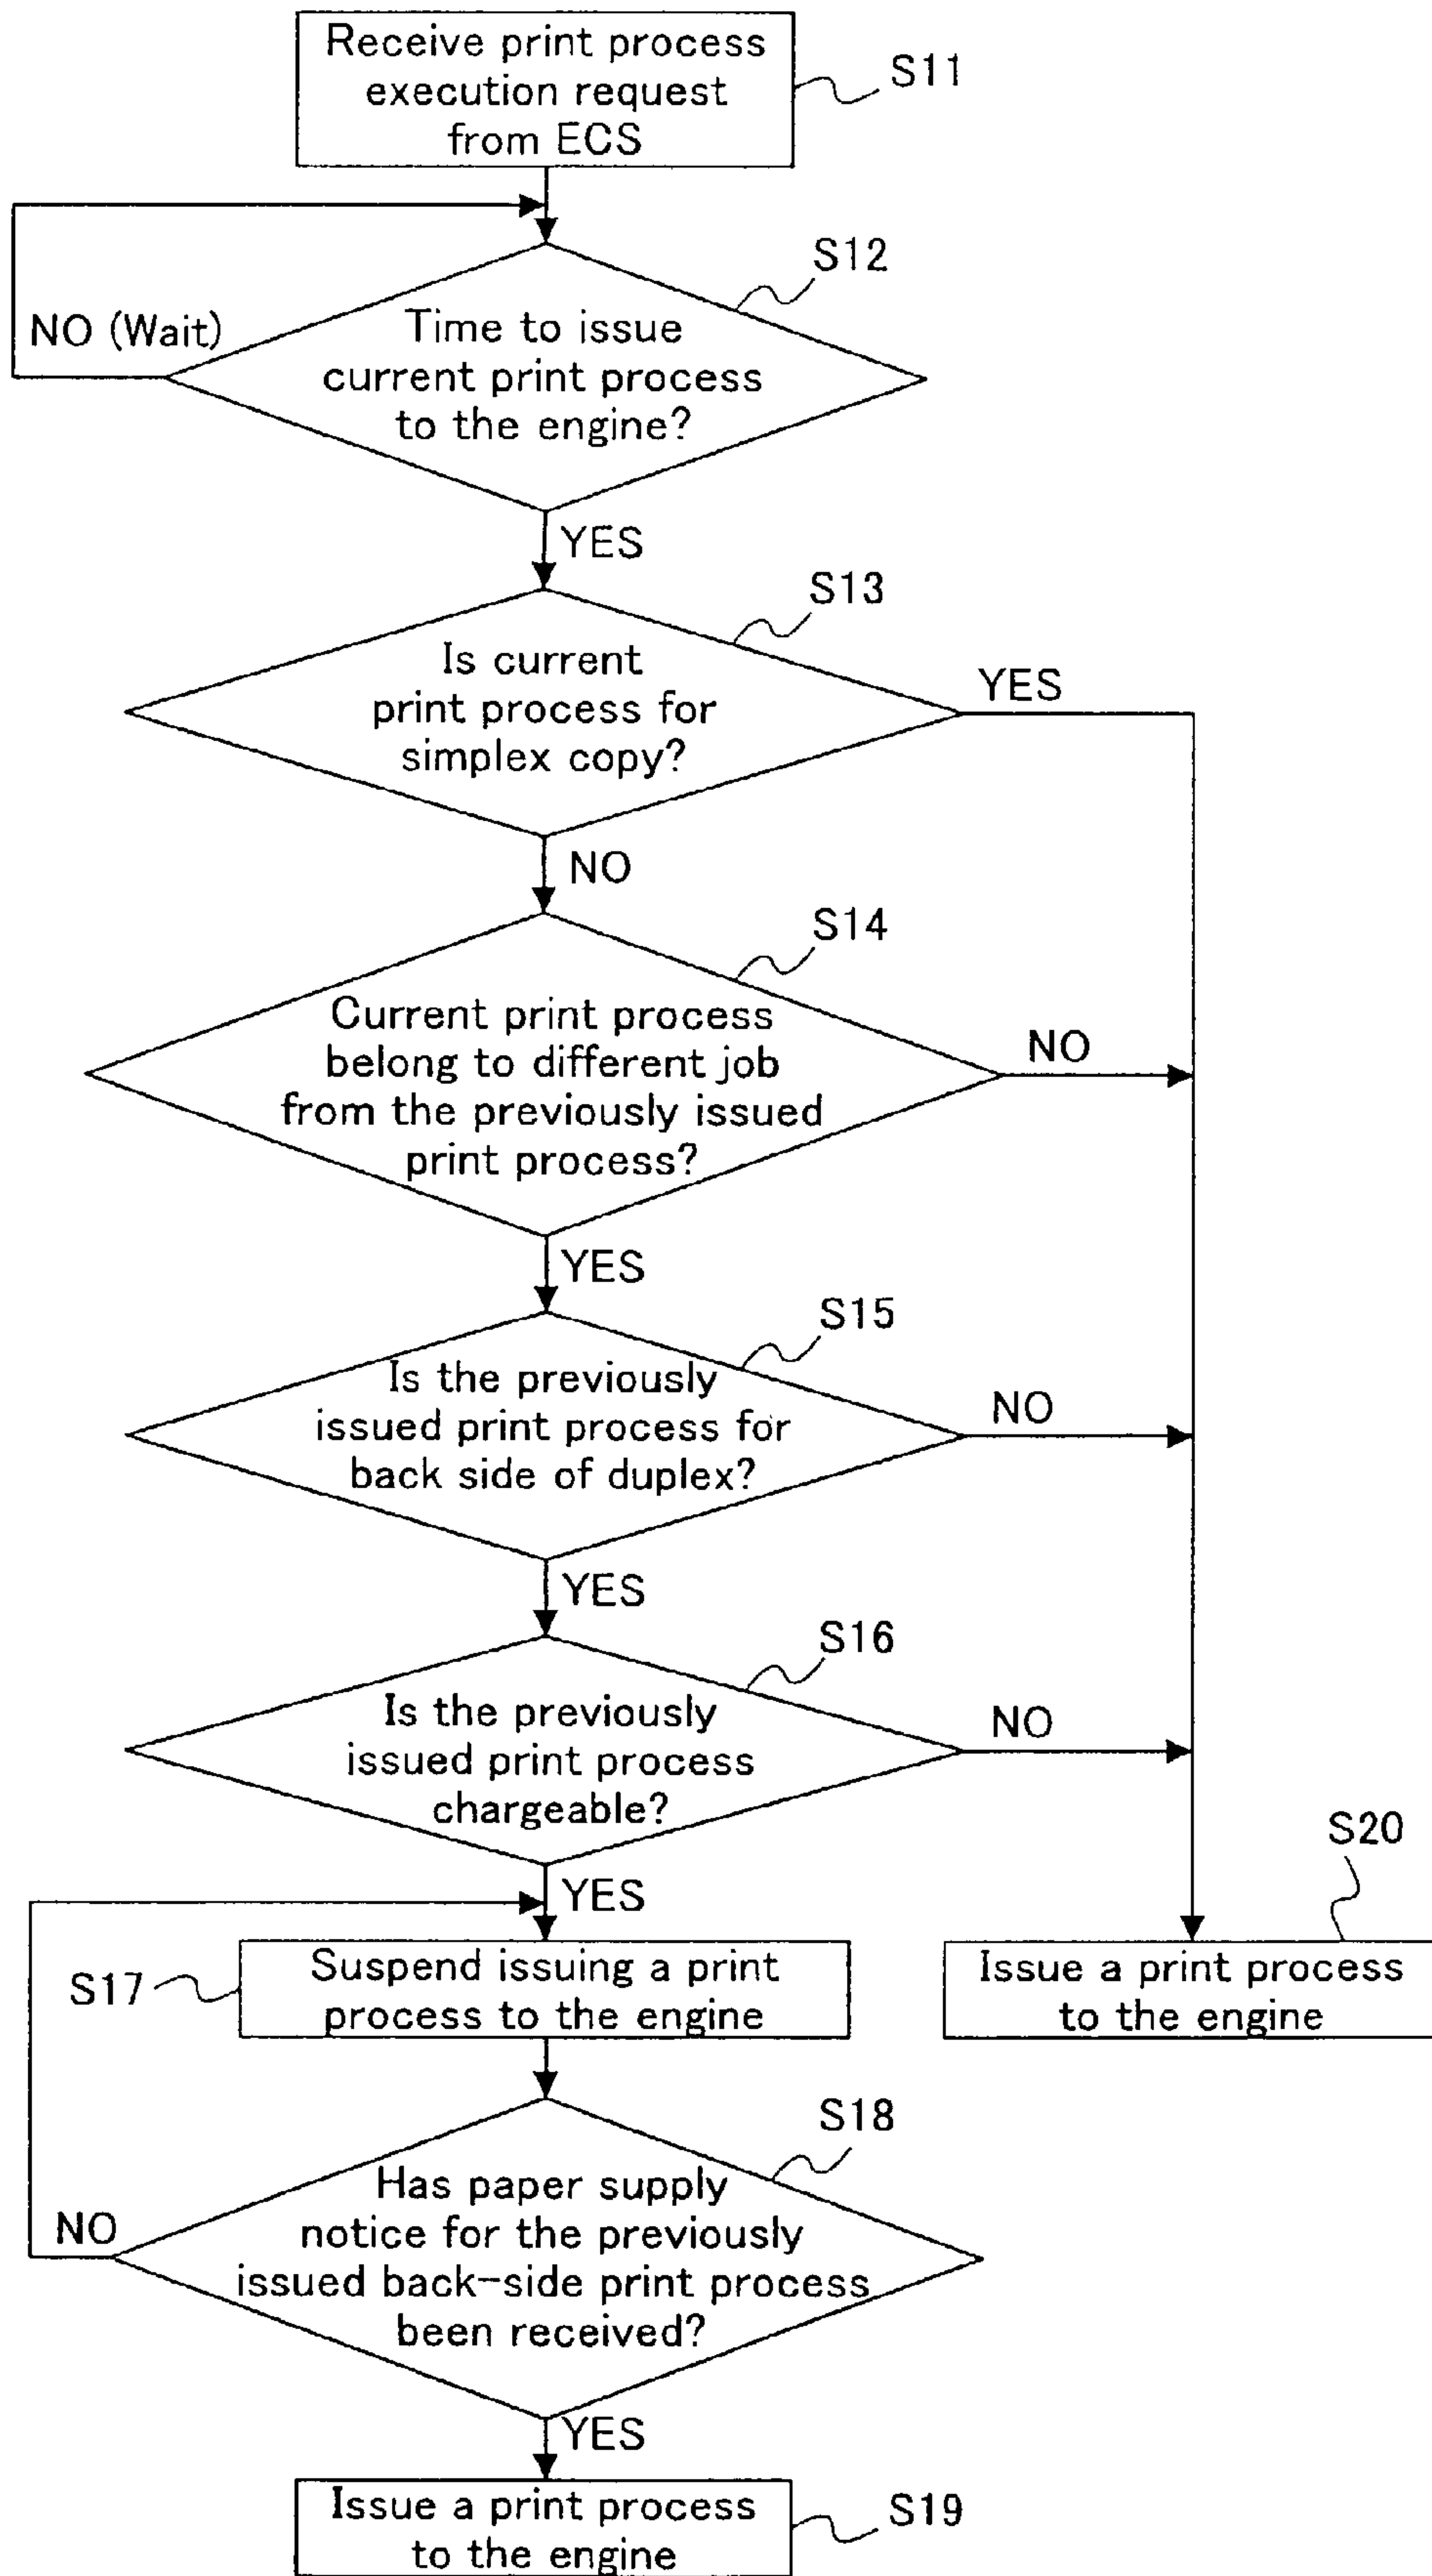 Receive print process
execution request
from ECS
S11
S12
NO (Wait)
Time to issue
current print process
to the engine?
YES
S13
Is current
print process for
simplex copy?
YES
NO
S14
Current print process
belong to different job
from the previously issued
print process?
NO
YES
S15
Is the previously
issued print process for
back side of duplex?
NO
YES
S16
Is the previously
issued print process
chargeable?
NO
YES
S20
S17
Suspend issuing a print
process to the engine
Issue a print process
to the engine
S18
Has paper supply
notice for the previously
issued back-side print process
been received?
NO
YES
Issue a print process
to the engine
S19